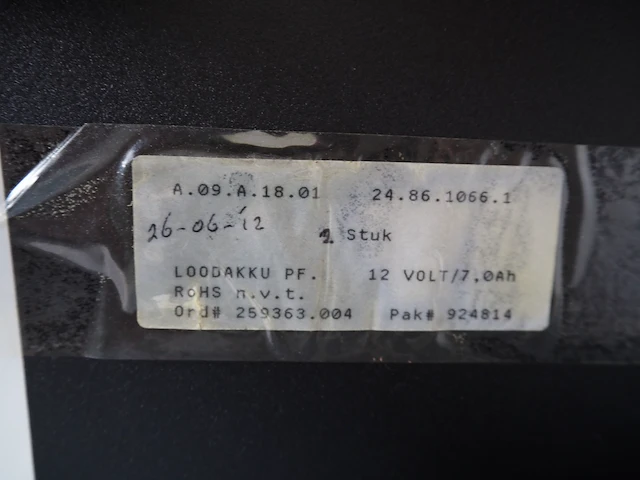 A.09.A.18.01 24.86.1066.1
26-06-'12 Stuk
LOODAKKU PF. 12 VOLT/7,0Ah
RoHS n.v.t.
Ord# 259363.004 Pak# 924814